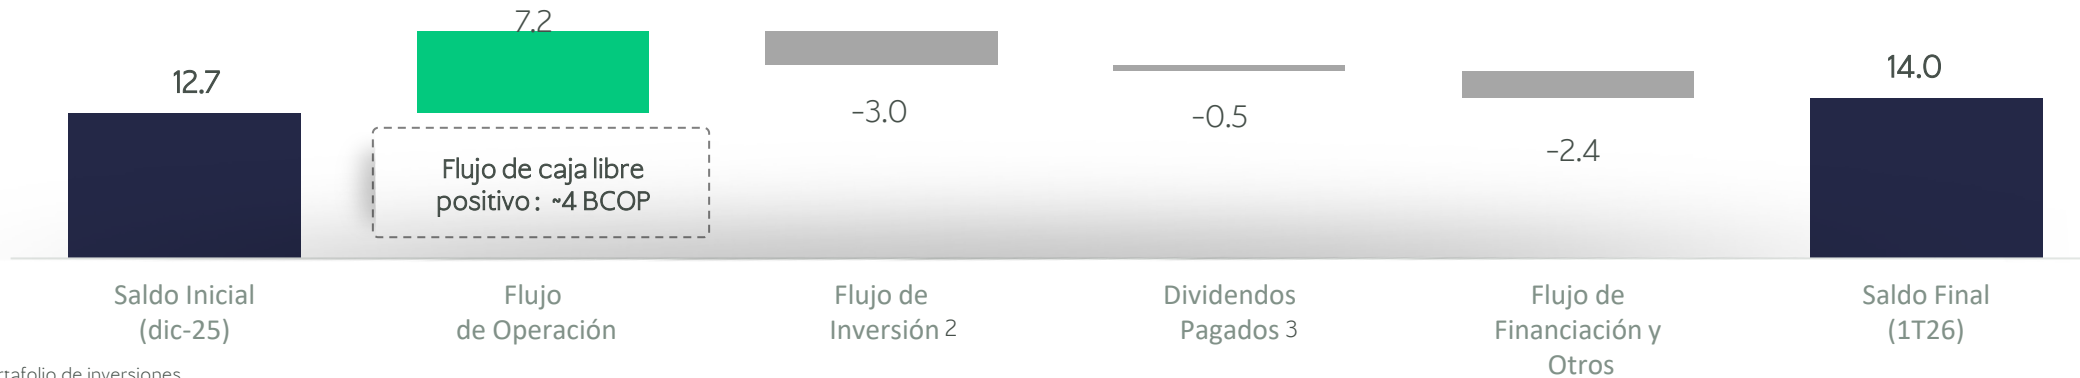 7.2
12.7
-3.0
-0.5
-2.4
14.0
Flujo de caja libre
positivo: ~4 BCOP
Saldo Inicial
(dic-25)
Flujo
de Operación
Flujo de
Inversión 2
Dividendos
Pagados 3
Flujo de
Financiación y
Otros
Saldo Final
(1T26)
de inversiones